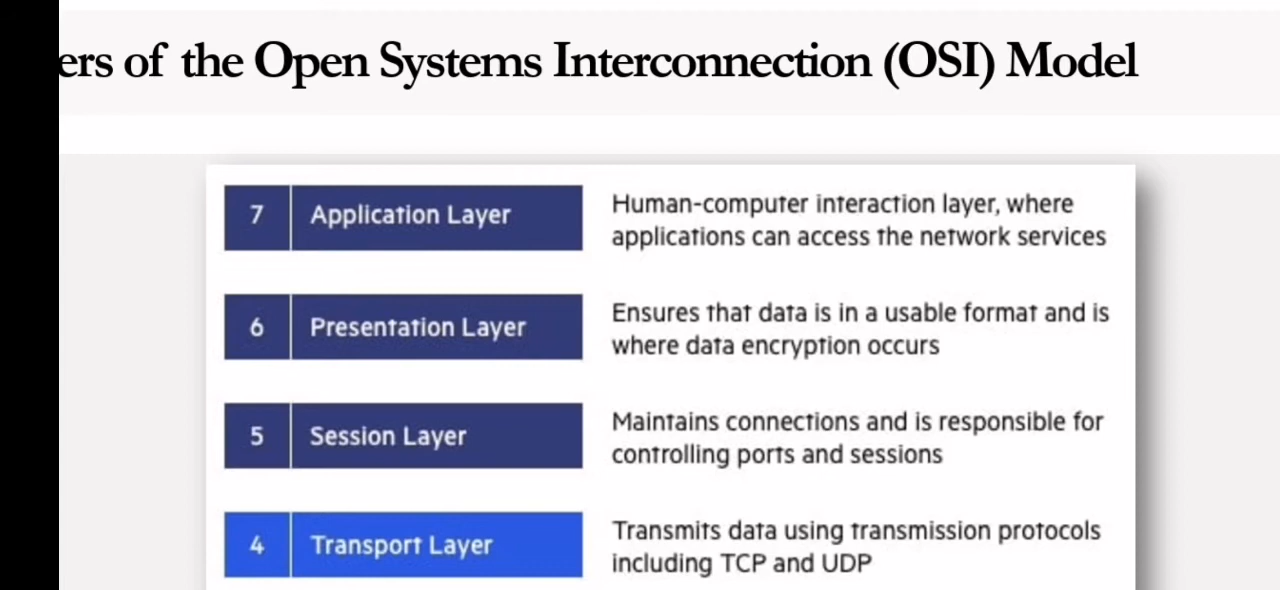 ers of the Open Systems Interconnection (OSI) Model
7 Application Layer
Human-computer interaction layer, where
applications can access the network services
6 Presentation Layer
Ensures that data is in a usable format and is
where data encryption occurs
5 Session Layer
Maintains connections and is responsible for
controlling ports and sessions
4 Transport Layer
Transmits data using transmission protocols
including TCP and UDP